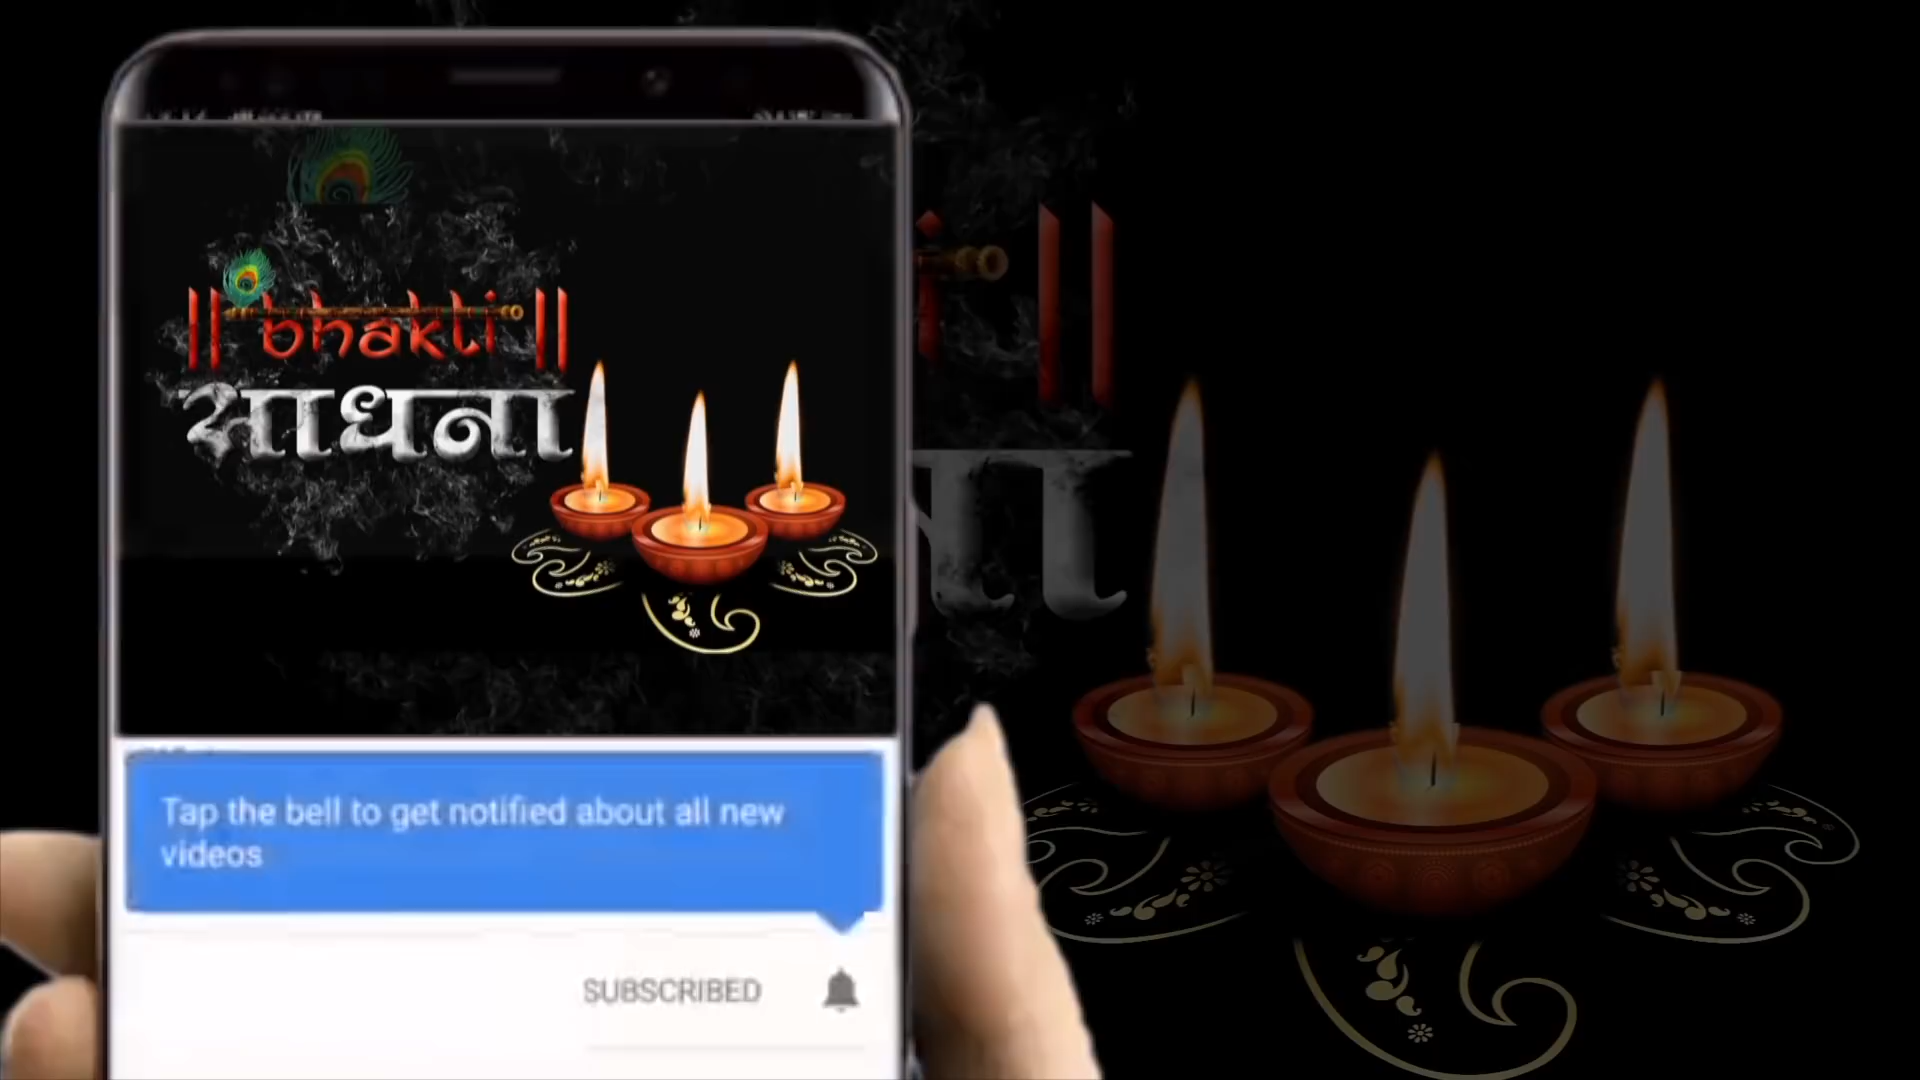 || bhakti ||
साधना
Tap the bell to get notified about all new
videos
SUBSCRIBED